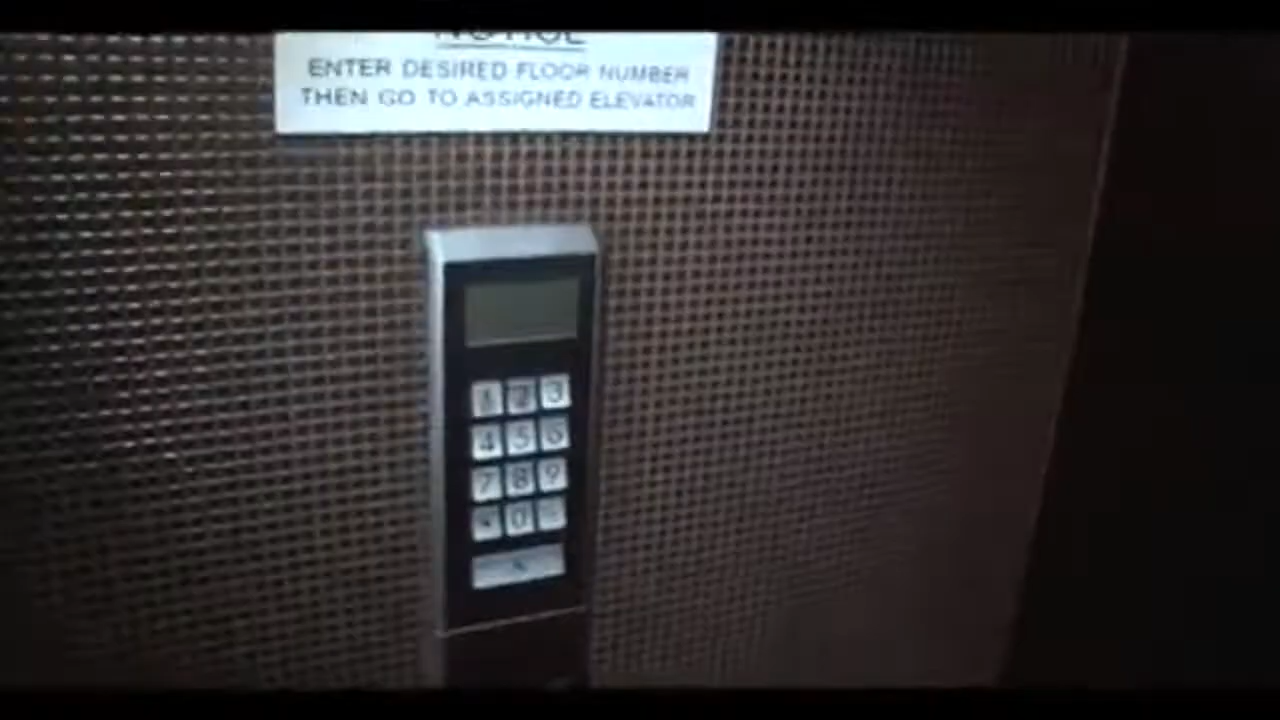 NOTICE
ENTER DESIRED FLOOR NUMBER
THEN GO TO ASSIGNED ELEVATOR
1 2 3
4 5 6
7 8 9
0